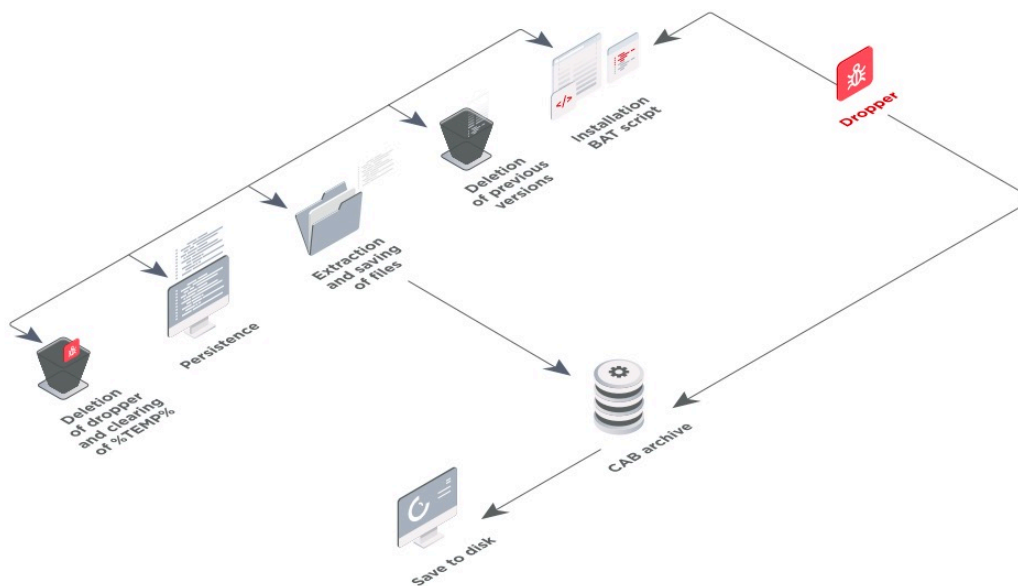 Dropper
Installation
BAT script
</>
Deletion
of previous
versions
Extraction
and saving
of files
Persistence
Deletion
of dropper
and clearing
of %TEMP%
CAB archive
Save to disk